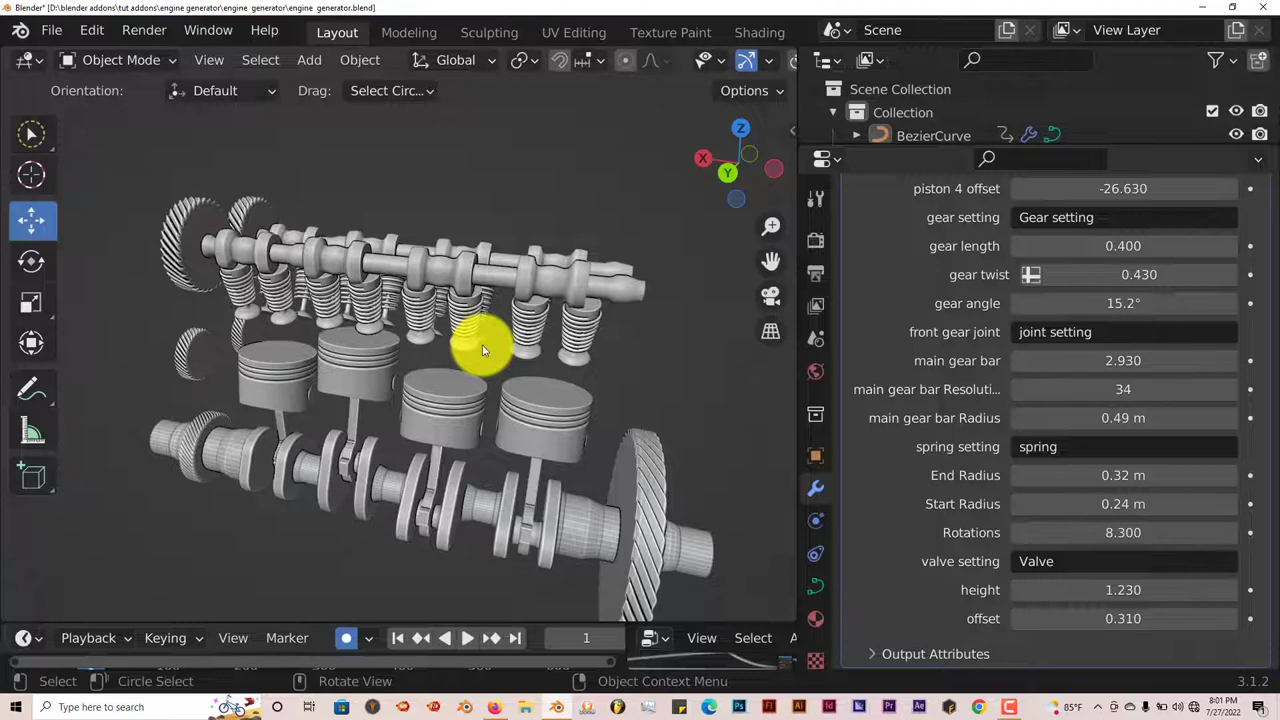 Blender* [D:\blender addons\tut addons\engine generator\engine generator\engine generator.blend]
File Edit Render Window Help Layout Modeling Sculpting UV Editing Texture Paint Shading Scene View Layer
Object Mode View Select Add Object Global
Orientation: Default Drag: Select Circ... Options
Scene Collection
Collection
BezierCurve
Z
X
Y
piston 4 offset -26.630
gear setting Gear setting
gear length 0.400
gear twist 0.430
gear angle 15.2°
front gear joint joint setting
main gear bar 2.930
main gear bar Resoluti... 34
main gear bar Radius 0.49 m
spring setting spring
End Radius 0.32 m
Start Radius 0.24 m
Rotations 8.300
valve setting Valve
height 1.230
offset 0.310
Output Attributes
Playback Keying View Marker 1 View Select A
Select Circle Select Rotate View Object Context Menu 3.1.2
Type here to search 85°F 8:01 PM
7/27/2022